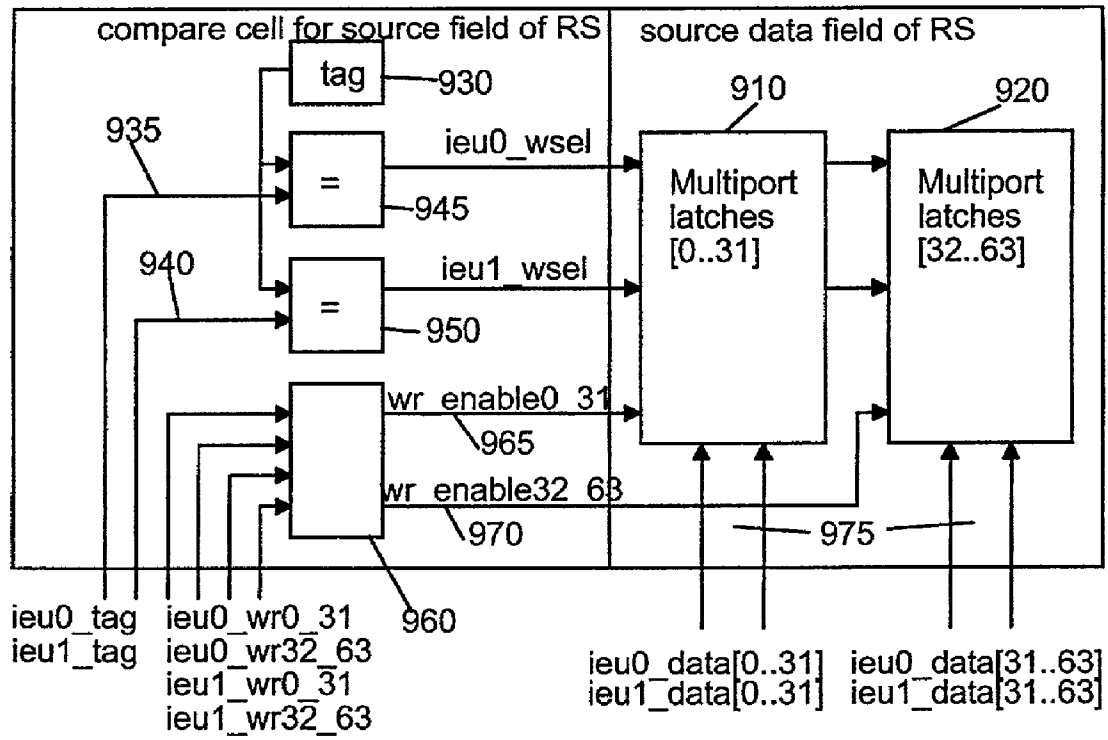 compare cell for source field of RS
source data field of RS
tag
930
910
920
935
ieu0_wsel
=
945
Multiport
latches
[0..31]
Multiport
latches
[32..63]
940
ieu1_wsel
=
950
wr_enable0_31
965
wr_enable32_63
970
975
960
ieu0_tag
ieu1_tag
ieu0_wr0_31
ieu0_wr32_63
ieu1_wr0_31
ieu1_wr32_63
ieu0_data[0..31]
ieu1_data[0..31]
ieu0_data[31..63]
ieu1_data[31..63]